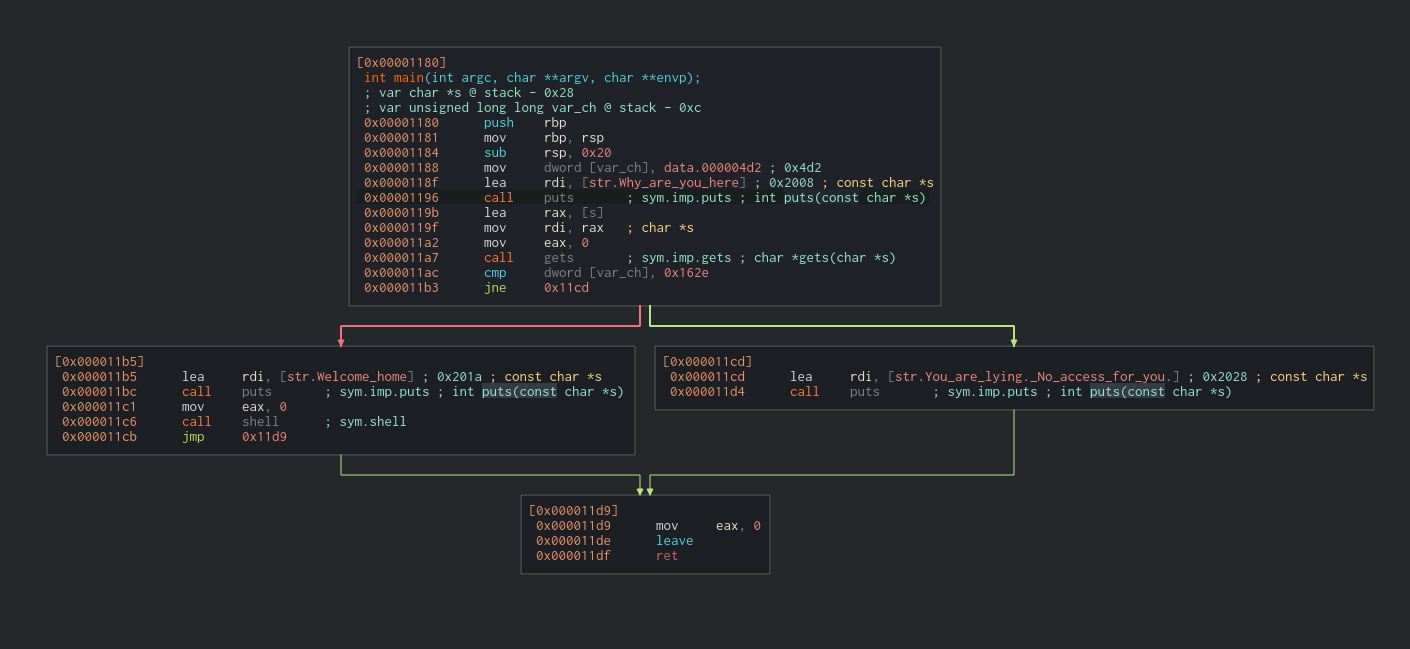 [0x00001180]
int main(int argc, char **argv, char **envp);
; var char *s @ stack - 0x28
; var unsigned long long var_ch @ stack - 0xc
0x00001180 push rbp
0x00001181 mov rbp, rsp
0x00001184 sub rsp, 0x20
0x00001188 mov dword [var_ch], data.000004d2 ; 0x4d2
0x0000118f lea rdi, [str.Why_are_you_here] ; 0x2008 ; const char *s
0x00001196 call puts ; sym.imp.puts ; int puts(const char *s)
0x0000119b lea rax, [s]
0x0000119f mov rdi, rax ; char *s
0x000011a2 mov eax, 0
0x000011a7 call gets ; sym.imp.gets ; char *gets(char *s)
0x000011ac cmp dword [var_ch], 0x162e
0x000011b3 jne 0x11cd
[0x000011b5]
0x000011b5 lea rdi, [str.Welcome_home] ; 0x201a ; const char *s
0x000011bc call puts ; sym.imp.puts ; int puts(const char *s)
0x000011c1 mov eax, 0
0x000011c6 call shell ; sym.shell
0x000011cb jmp 0x11d9
[0x000011cd]
0x000011cd lea rdi, [str.You_are_lying._No_access_for_you.] ; 0x2028 ; const char *s
0x000011d4 call puts ; sym.imp.puts ; int puts(const char *s)
[0x000011d9]
0x000011d9 mov eax, 0
0x000011de leave
0x000011df ret